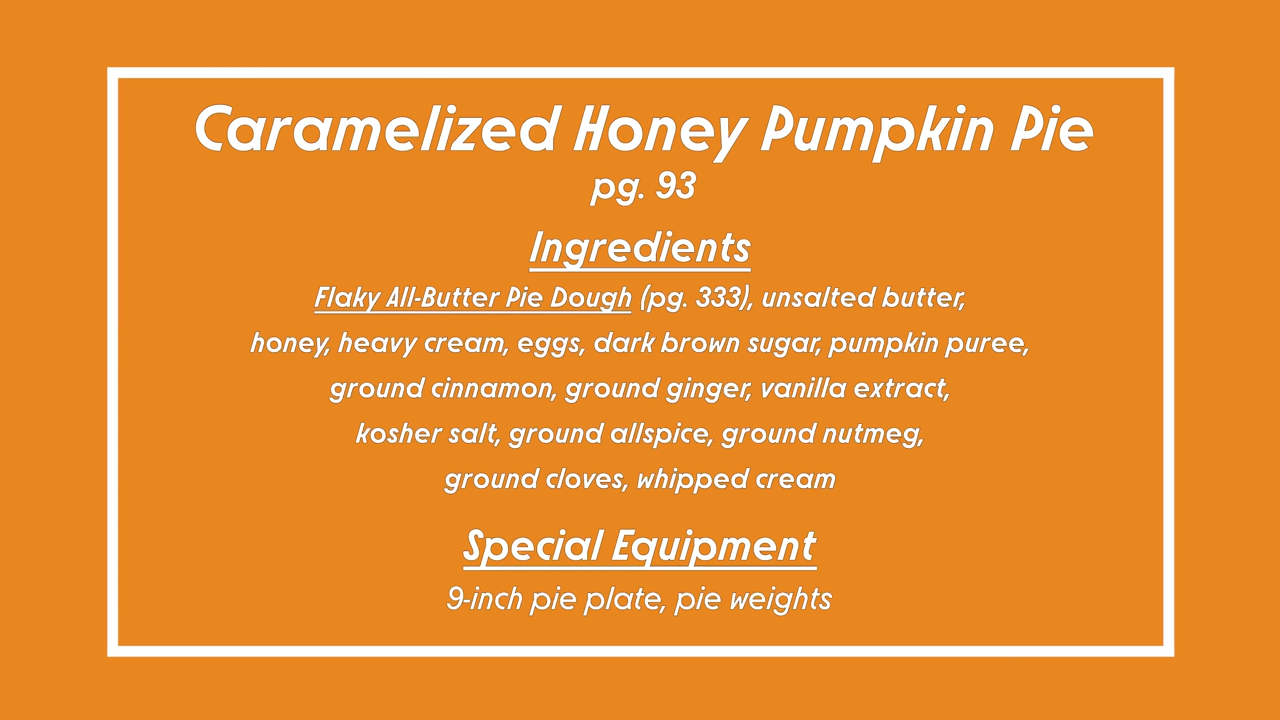 Caramelized Honey Pumpkin Pie
pg. 93
Ingredients
Flaky All-Butter Pie Dough (pg. 333), unsalted butter,
honey, heavy cream, eggs, dark brown sugar, pumpkin puree,
ground cinnamon, ground ginger, vanilla extract,
kosher salt, ground allspice, ground nutmeg,
ground cloves, whipped cream
Special Equipment
9-inch pie plate, pie weights